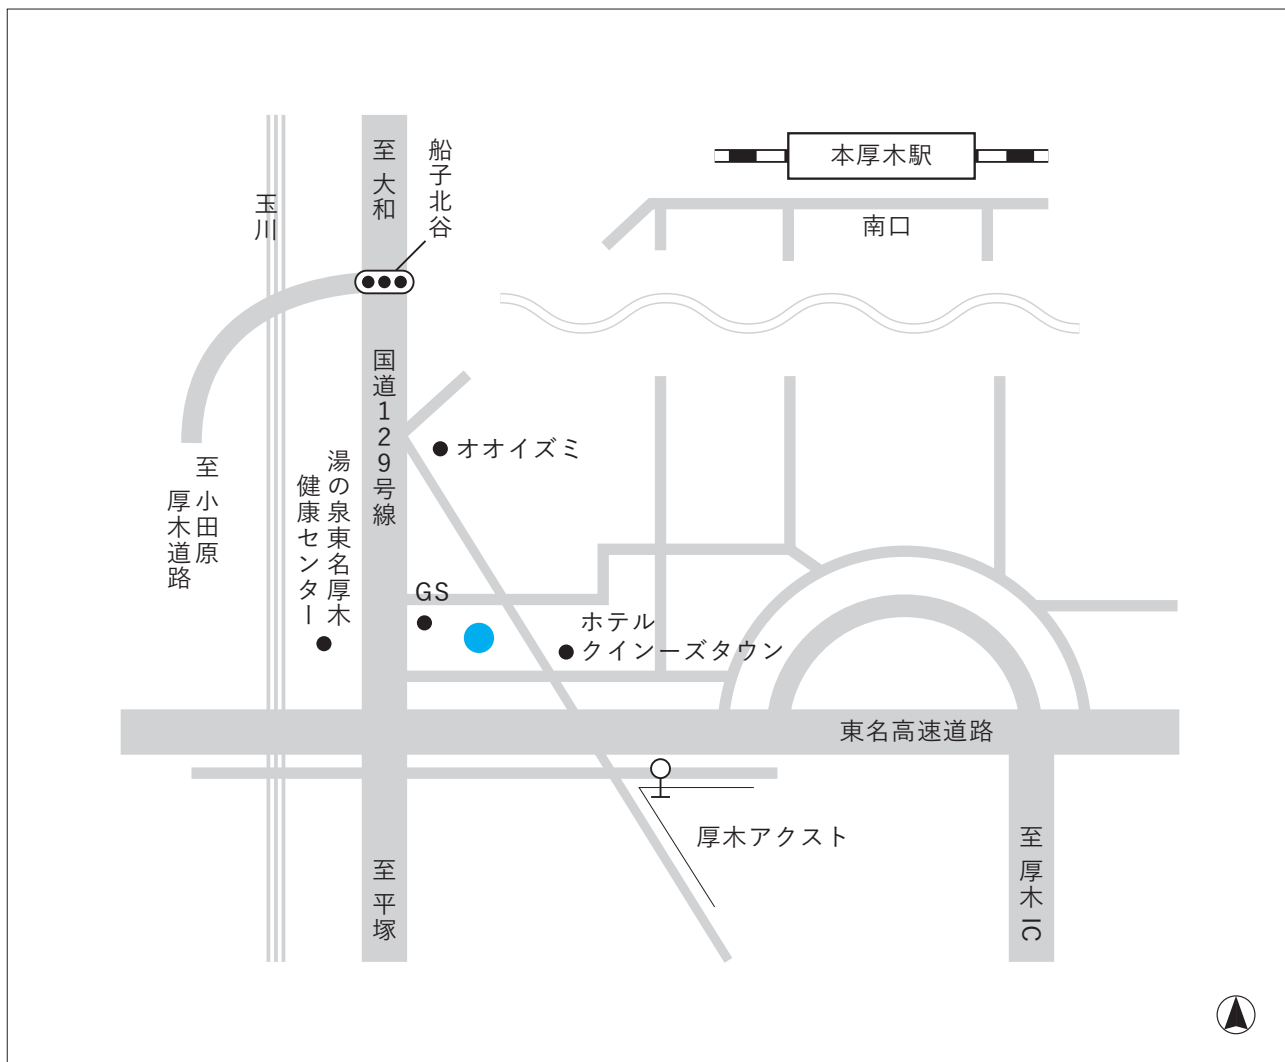 本厚木駅
南口
船子北谷
至 大和
玉川
国道129号線
オオイズミ
至 小田原
厚木道路
湯の泉東名厚木
健康センター
GS
ホテル
クインーズタウン
東名高速道路
厚木アクスト
至 平塚
至 厚木 IC